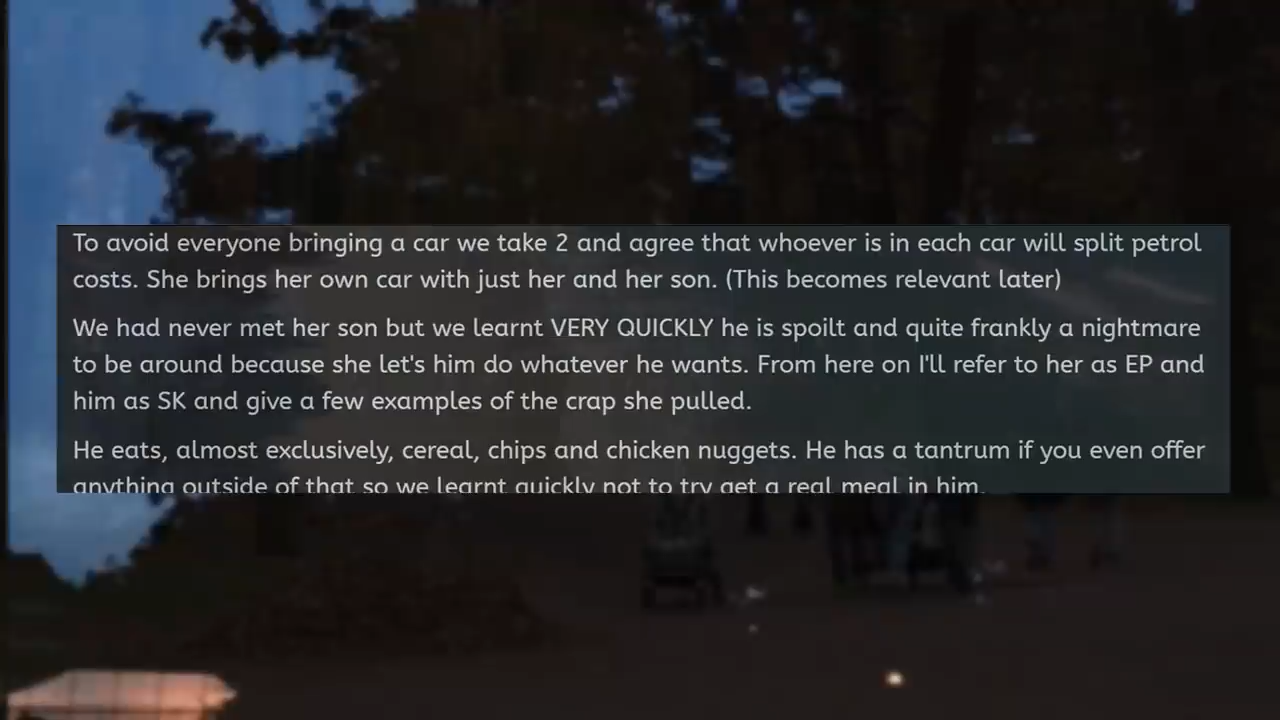 To avoid everyone bringing a car we take 2 and agree that whoever is in each car will split petrol
costs. She brings her own car with just her and her son. (This becomes relevant later)
We had never met her son but we learnt VERY QUICKLY he is spoilt and quite frankly a nightmare
to be around because she let's him do whatever he wants. From here on I'll refer to her as EP and
him as SK and give a few examples of the crap she pulled.
He eats, almost exclusively, cereal, chips and chicken nuggets. He has a tantrum if you even offer
anything outside of that so we learnt quickly not to try get a real meal in him.